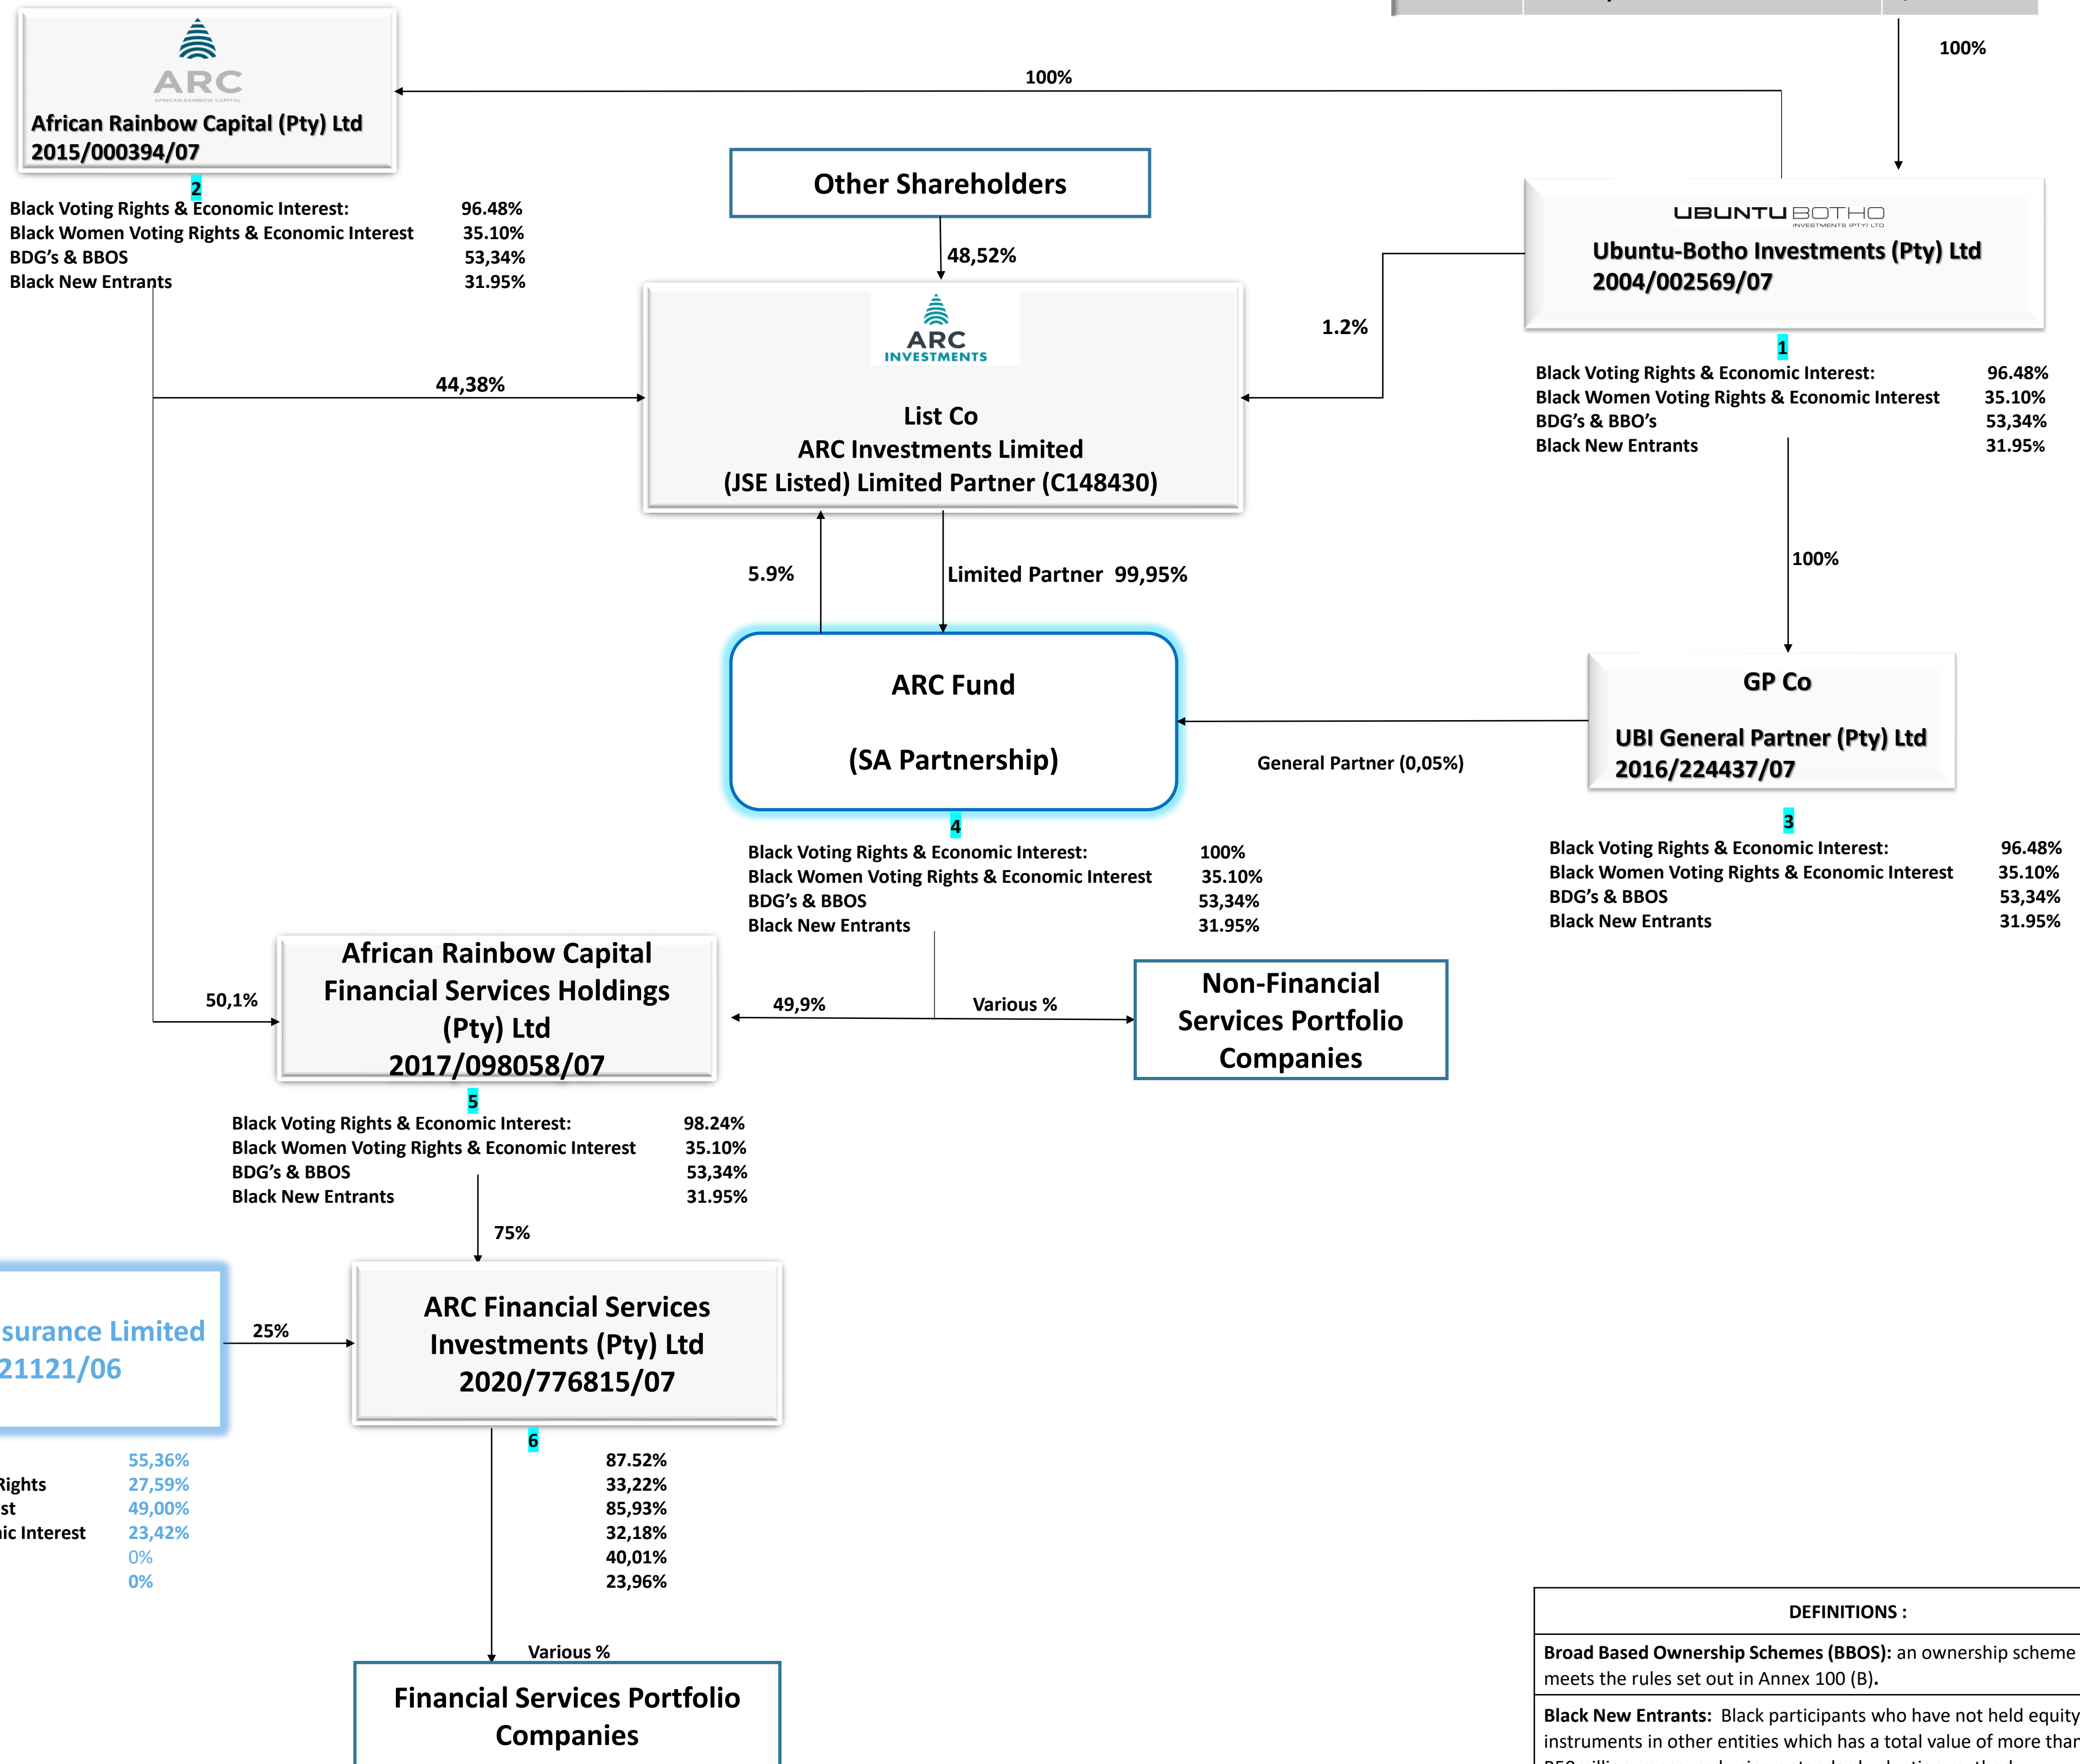 100%
100%
ARC
AFRICAN RAINBOW CAPITAL
African Rainbow Capital (Pty) Ltd
2015/000394/07
2
Black Voting Rights & Economic Interest: 96.48%
Black Women Voting Rights & Economic Interest 35.10%
BDG's & BBOS 53,34%
Black New Entrants 31.95%
Other Shareholders
48,52%
UBUNTU BOTHO
INVESTMENTS (PTY) LTD
Ubuntu-Botho Investments (Pty) Ltd
2004/002569/07
1
Black Voting Rights & Economic Interest: 96.48%
Black Women Voting Rights & Economic Interest 35.10%
BDG's & BBO's 53,34%
Black New Entrants 31.95%
1.2%
44,38%
ARC
INVESTMENTS
List Co
ARC Investments Limited
(JSE Listed) Limited Partner (C148430)
5.9%
Limited Partner 99,95%
100%
ARC Fund
(SA Partnership)
General Partner (0,05%)
GP Co
UBI General Partner (Pty) Ltd
2016/224437/07
3
Black Voting Rights & Economic Interest: 96.48%
Black Women Voting Rights & Economic Interest 35.10%
BDG's & BBOS 53,34%
Black New Entrants 31.95%
4
Black Voting Rights & Economic Interest: 100%
Black Women Voting Rights & Economic Interest 35.10%
BDG's & BBOS 53,34%
Black New Entrants 31.95%
50,1%
African Rainbow Capital
Financial Services Holdings
(Pty) Ltd
2017/098058/07
49,9%
Various %
Non-Financial
Services Portfolio
Companies
5
Black Voting Rights & Economic Interest: 98.24%
Black Women Voting Rights & Economic Interest 35.10%
BDG's & BBOS 53,34%
Black New Entrants 31.95%
75%
surance Limited
21121/06
25%
ARC Financial Services
Investments (Pty) Ltd
2020/776815/07
55,36%
Rights 27,59%
st 49,00%
ic Interest 23,42%
0%
0%
6
87.52%
33,22%
85,93%
32,18%
40,01%
23,96%
Various %
Financial Services Portfolio
Companies
DEFINITIONS :
Broad Based Ownership Schemes (BBOS): an ownership scheme
meets the rules set out in Annex 100 (B).
Black New Entrants: Black participants who have not held equity
instruments in other entities which has a total value of more than